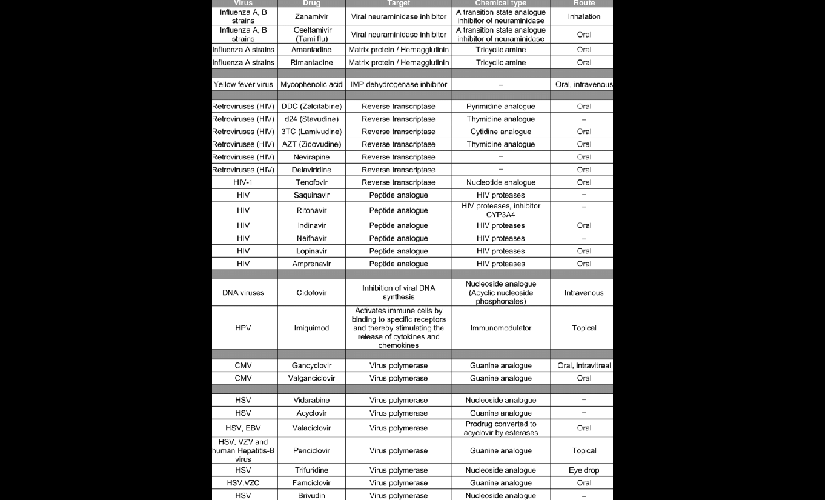 Virus Drug Target Chemical type Route
Influenza A, B strains Zanamivir Viral neuraminidase inhibitor A transition state analogue inhibitor of neuraminidase Inhalation
Influenza A, B strains Oseltamivir (Tamiflu) Viral neuraminidase inhibitor A transition state analogue inhibitor of neuraminidase Oral
Influenza A strains Amantadine Matrix protein / Hemagglutinin Tricyclic amine Oral
Influenza A strains Rimantadine Matrix protein / Hemagglutinin Tricyclic amine Oral
Yellow fever virus Mycophenolic acid IMP dehydrogenase inhibitor – Oral, intravenous
Retroviruses (HIV) DDC (Zalcitabine) Reverse transcriptase Pyrimidine analogue Oral
Retroviruses (HIV) d24 (Stavudine) Reverse transcriptase Thymidine analogue –
Retroviruses (HIV) 3TC (Lamivudine) Reverse transcriptase Cytidine analogue Oral
Retroviruses (HIV) AZT (Zidovudine) Reverse transcriptase Thymidine analogue Oral
Retroviruses (HIV) Nevirapine Reverse transcriptase – Oral
Retroviruses (HIV) Delaviridine Reverse transcriptase – Oral
HIV-1 Tenofovir Reverse transcriptase Nucleotide analogue Oral
HIV Saquinavir Peptide analogue HIV proteases –
HIV Ritonavir Peptide analogue HIV proteases, inhibitor CYP3A4 –
HIV Indinavir Peptide analogue HIV proteases Oral
HIV Nelfinavir Peptide analogue HIV proteases –
HIV Lopinavir Peptide analogue HIV proteases Oral
HIV Amprenavir Peptide analogue HIV proteases Oral
DNA viruses Cidofovir Inhibition of viral DNA synthesis Nucleoside analogue (Acyclic nucleoside phosphonates) Intravenous
HPV Imiquimod Activates immune cells by binding to specific receptors and thereby stimulating the release of cytokines and chemokines Immunomodulator Topical
CMV Gancyclovir Virus polymerase Guanine analogue Oral, intravitreal
CMV Valganciclovir Virus polymerase Guanine analogue Oral
HSV Vidarabine Virus polymerase Nucleoside analogue –
HSV Acyclovir Virus polymerase Guanine analogue –
HSV, EBV Valaciclovir Virus polymerase Prodrug converted to acyclovir by esterases Oral
HSV, VZV and human Hepatitis-B virus Penciclovir Virus polymerase Guanine analogue Topical
HSV Trifuridine Virus polymerase Nucleoside analogue Eye drop
HSV,VZC Famciclovir Virus polymerase Guanine analogue Oral
HSV Brivudin Virus polymerase Nucleoside analogue –